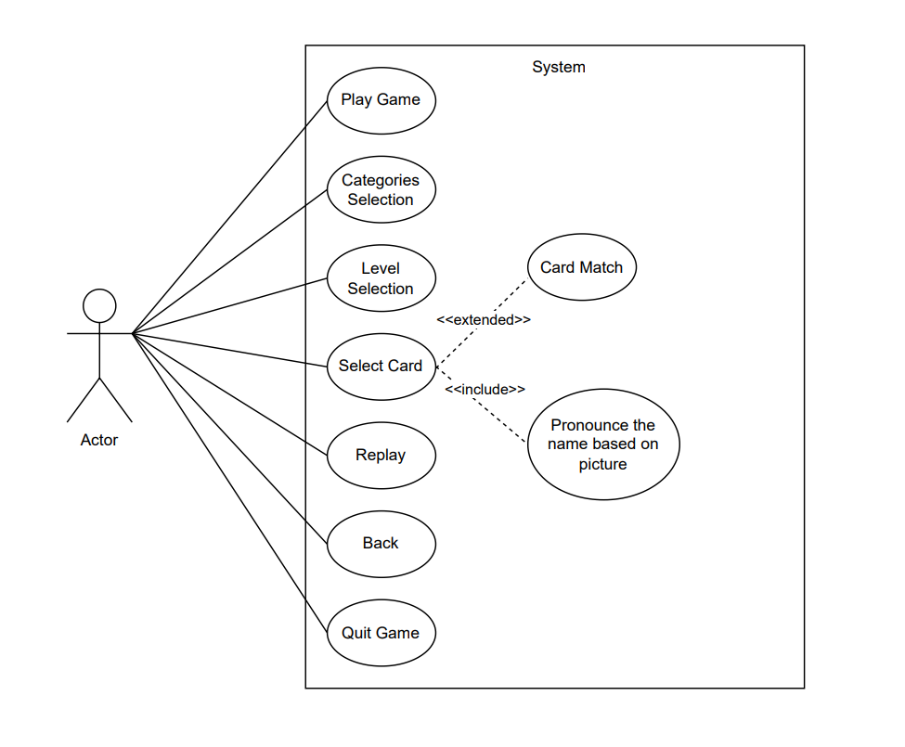 System
Play Game
Categories
Selection
Level
Selection
Card Match
<<extended>>
Select Card
<<include>>
Pronounce the
name based on
picture
Actor
Replay
Back
Quit Game